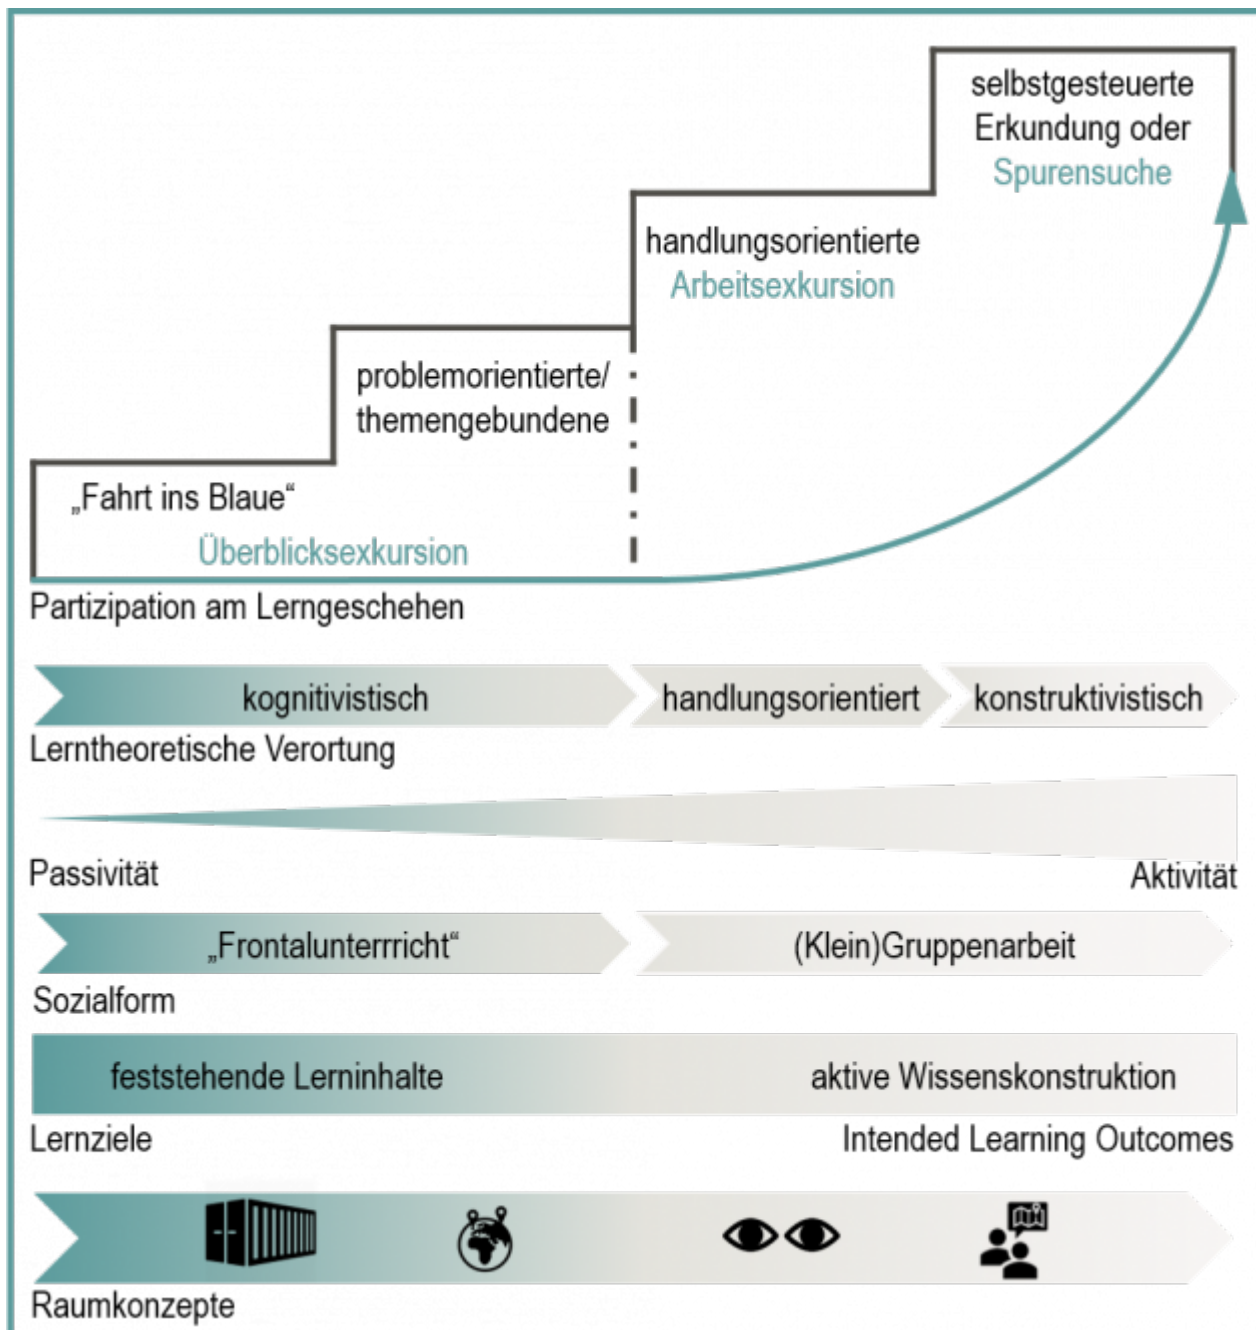 selbstgesteuerte
Erkundung oder
Spurensuche
handlungsorientierte
Arbeitsexkursion
problemorientierte/
themengebundene
„Fahrt ins Blaue“
Überblicksexkursion
Partizipation am Lerngeschehen
kognitivistisch
handlungsorientiert
konstruktivistisch
Lerntheoretische Verortung
Passivität
Aktivität
„Frontalunterrricht“
(Klein)Gruppenarbeit
Sozialform
feststehende Lerninhalte
aktive Wissenskonstruktion
Lernziele
Intended Learning Outcomes
Raumkonzepte